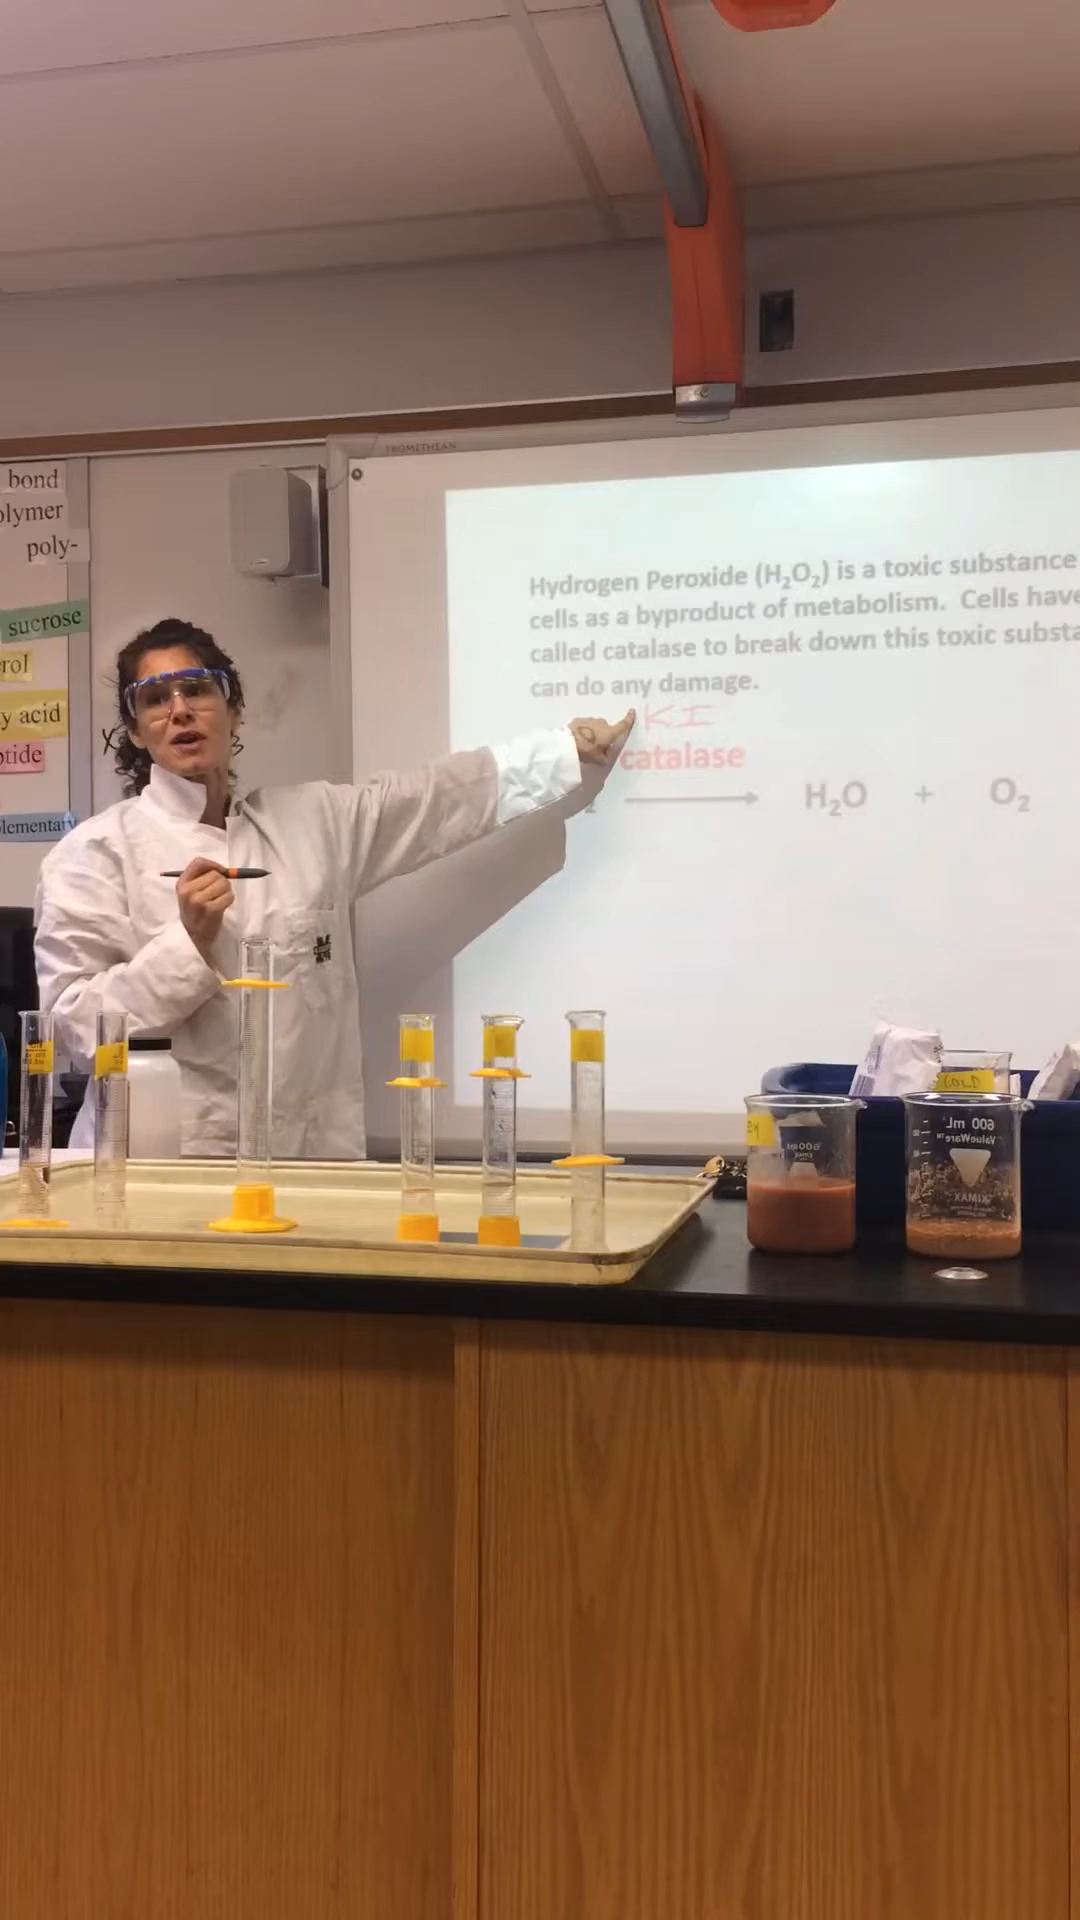 PROMETHEAN
bond
olymer
poly-
sucrose
rol
y acid
otide
lementary
Hydrogen Peroxide (H₂O₂) is a toxic substance
cells as a byproduct of metabolism. Cells have
called catalase to break down this toxic substa
can do any damage.
KI
catalase
H₂O + O₂
COLD
600 mL
ValueWare™
KIMAX